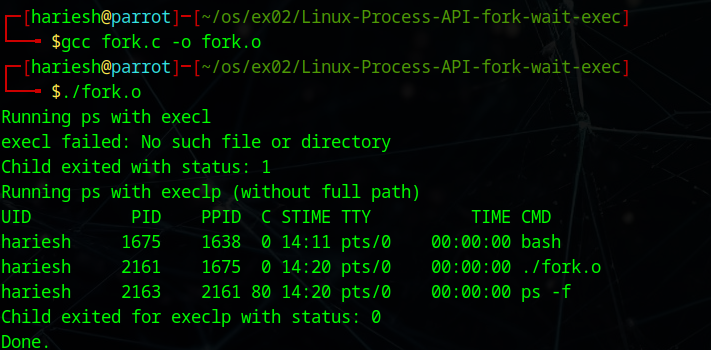 ┌─[hariesh@parrot]─[~/os/ex02/Linux-Process-API-fork-wait-exec]
└──╼ $gcc fork.c -o fork.o
┌─[hariesh@parrot]─[~/os/ex02/Linux-Process-API-fork-wait-exec]
└──╼ $./fork.o
Running ps with execl
execl failed: No such file or directory
Child exited with status: 1
Running ps with execlp (without full path)
UID          PID    PPID  C STIME TTY          TIME CMD
hariesh     1675    1638  0 14:11 pts/0    00:00:00 bash
hariesh     2161    1675  0 14:20 pts/0    00:00:00 ./fork.o
hariesh     2163    2161 80 14:20 pts/0    00:00:00 ps -f
Child exited for execlp with status: 0
Done.